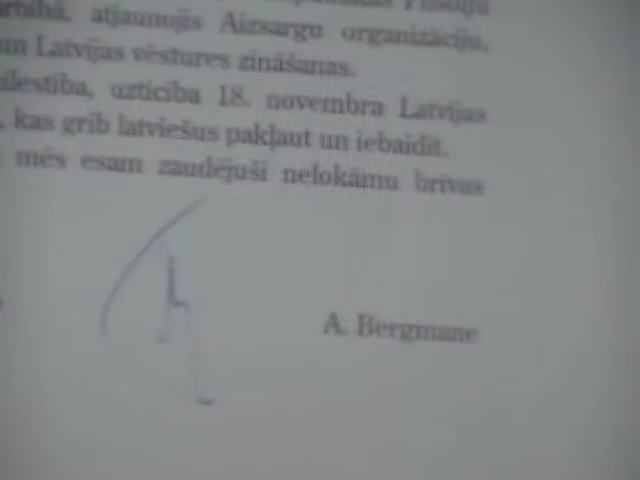 atjaunojis Aizsargu organizāciju,
un Latvijas vēstures zināšanas.
uzticība 18. novembra Latvijas
, kas grib latviešus pakļaut un iebaidīt.
mēs esam zaudējuši nelokāmu brīvas
A. Bergmane